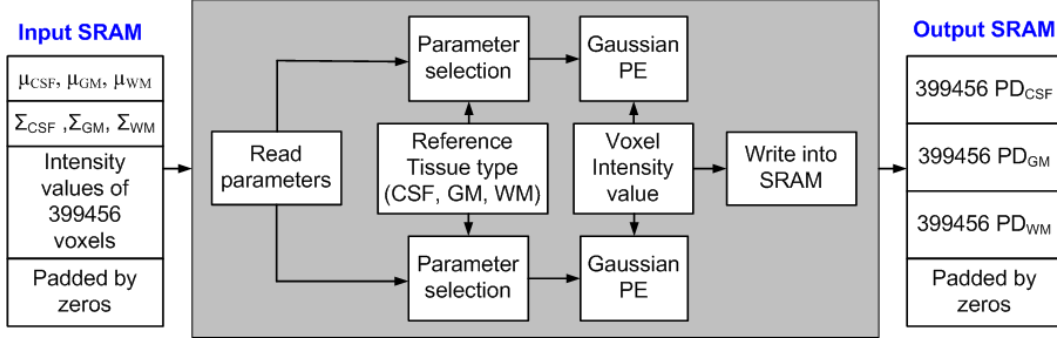 Input SRAM
μCSF, μGM, μWM
ΣCSF ,ΣGM, ΣWM
Intensity
values of
399456
voxels
Padded by
zeros
Read
parameters
Parameter
selection
Gaussian
PE
Reference
Tissue type
(CSF, GM, WM)
Voxel
Intensity
value
Write into
SRAM
Parameter
selection
Gaussian
PE
Output SRAM
399456 PDCSF
399456 PDGM
399456 PDWM
Padded by
zeros